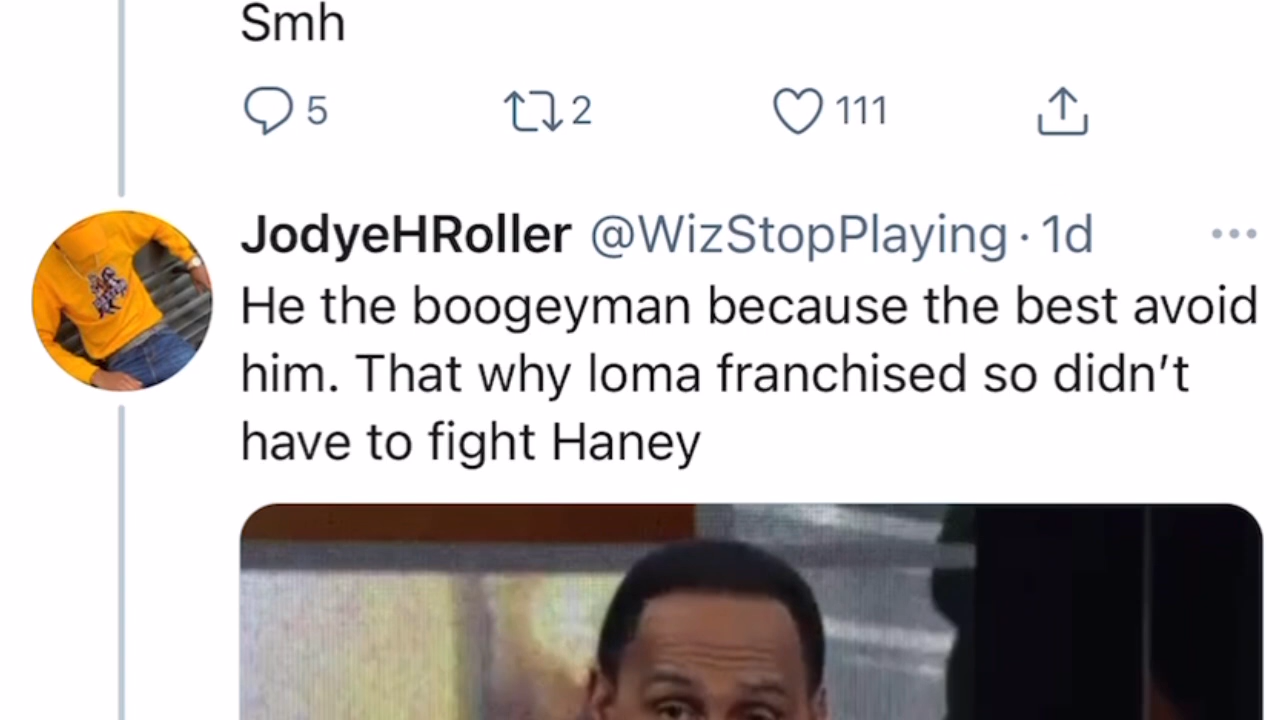 Smh
5 2 111
JodyeHRoller @WizStopPlaying · 1d
He the boogeyman because the best avoid
him. That why loma franchised so didn’t
have to fight Haney